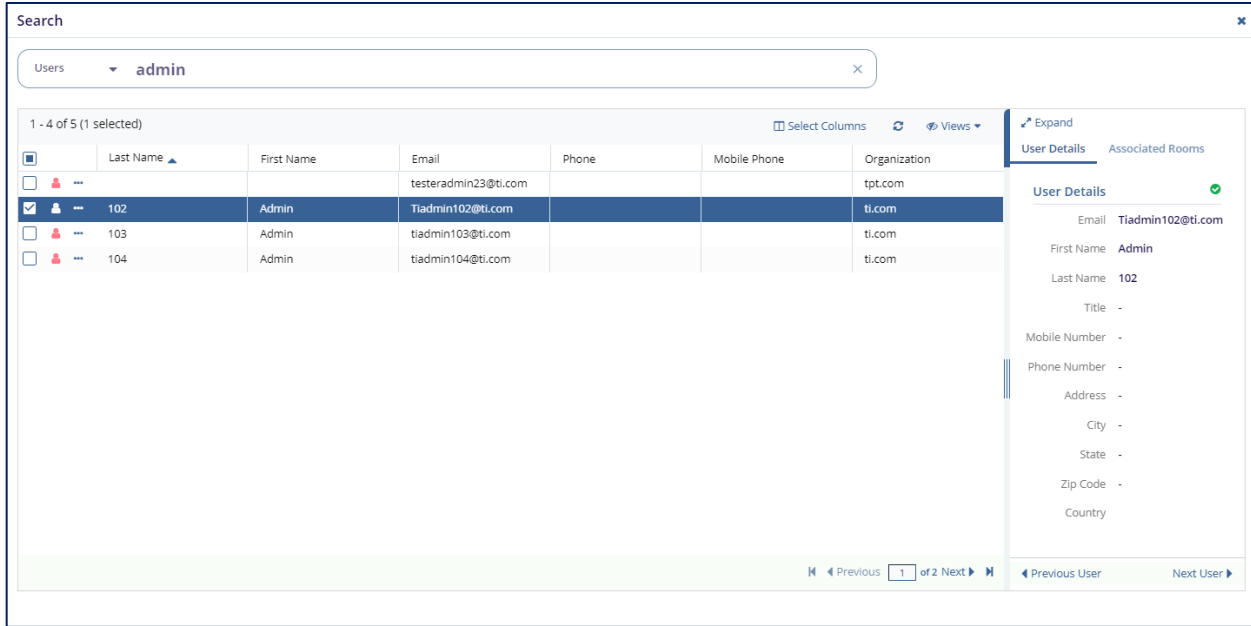 Search
Users admin
1 - 4 of 5 (1 selected) Select Columns Views
Last Name First Name Email Phone Mobile Phone Organization
testeradmin23@ti.com tpt.com
102 Admin Tiadmin102@ti.com ti.com
103 Admin tiadmin103@ti.com ti.com
104 Admin tiadmin104@ti.com ti.com
Previous 1 of 2 Next
Expand
User Details Associated Rooms
User Details
Email Tiadmin102@ti.com
First Name Admin
Last Name 102
Title -
Mobile Number -
Phone Number -
Address -
City -
State -
Zip Code -
Country
Previous User Next User